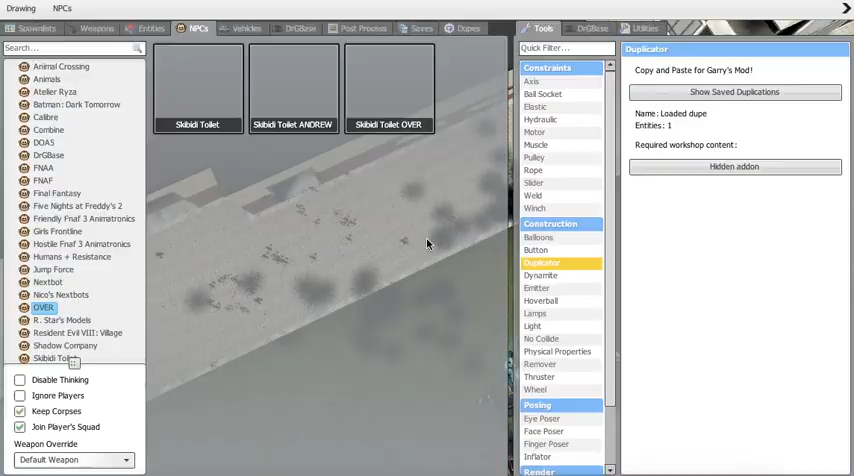 Drawing NPCs
Spawnlists Weapons Entities NPCs Vehicles DrGBase Post Process Saves Dupes Tools DrGBase Utilities
Search...
Animal Crossing
Animals
Atelier Ryza
Batman: Dark Tomorrow
Calibre
Combine
DOA5
DrGBase
FNAA
FNAF
Final Fantasy
Five Nights at Freddy's 2
Friendly Fnaf 3 Animatronics
Girls Frontline
Hostile Fnaf 3 Animatronics
Humans + Resistance
Jump Force
Nextbot
Nico's Nextbots
OVER
R. Star's Models
Resident Evil VIII: Village
Shadow Company
Skibidi
Disable Thinking
Ignore Players
Keep Corpses
Join Player's Squad
Weapon Override
Default Weapon
Skibidi Toilet
Skibidi Toilet ANDREW
Skibidi Toilet OVER
Quick Filter...
Constraints
Axis
Ball Socket
Elastic
Hydraulic
Motor
Muscle
Pulley
Rope
Slider
Weld
Winch
Construction
Balloons
Button
Duplicator
Dynamite
Emitter
Hoverball
Lamps
Light
No Collide
Physical Properties
Remover
Thruster
Wheel
Posing
Eye Poser
Face Poser
Finger Poser
Inflator
Render
Duplicator
Copy and Paste for Garry's Mod!
Show Saved Duplications
Name: Loaded dupe
Entities: 1
Required workshop content:
Hidden addon